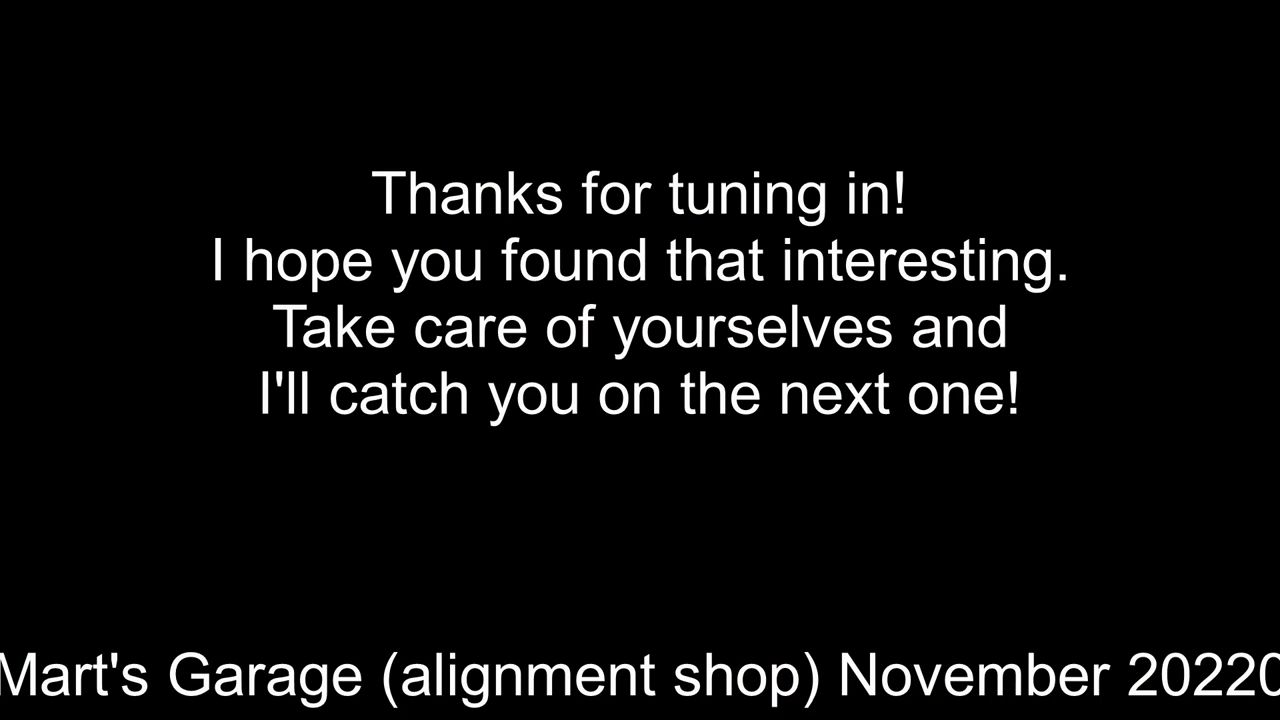 Thanks for tuning in!
I hope you found that interesting.
Take care of yourselves and
I'll catch you on the next one!
Mart's Garage (alignment shop) November 20220